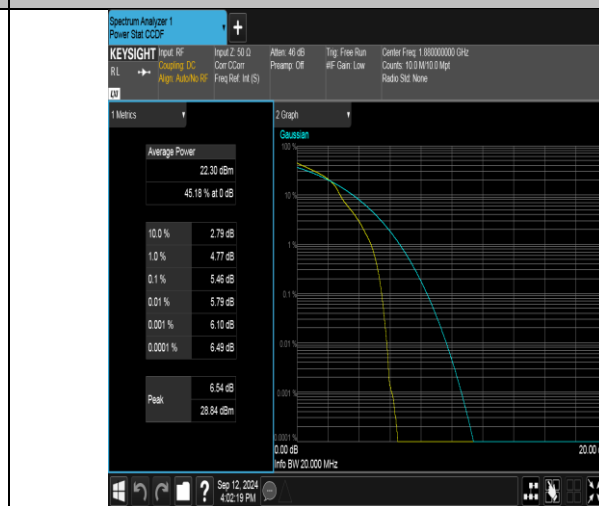 Spectrum Analyzer 1
Power Stat CCDF
+
KEYSIGHT
RL
LXI
Input: RF
Coupling: DC
Align: Auto/No RF
Input Z: 50 Ω
Corr CCorr
Freq Ref: Int (S)
Atten: 46 dB
Preamp: Off
Trig: Free Run
#IF Gain: Low
Center Freq: 1.880000000 GHz
Counts: 10.0 M/10.0 Mpt
Radio Std: None
1 Metrics
Average Power
22.30 dBm
45.18 % at 0 dB
10.0 % 2.79 dB
1.0 % 4.77 dB
0.1 % 5.46 dB
0.01 % 5.79 dB
0.001 % 6.10 dB
0.0001 % 6.49 dB
Peak
6.54 dB
28.84 dBm
2 Graph
Gaussian
100 %
10 %
1 %
0.1 %
0.01 %
0.001 %
0.0001 %
0.00 dB
20.00
Info BW 20.000 MHz
?
Sep 12, 2024
4:02:19 PM